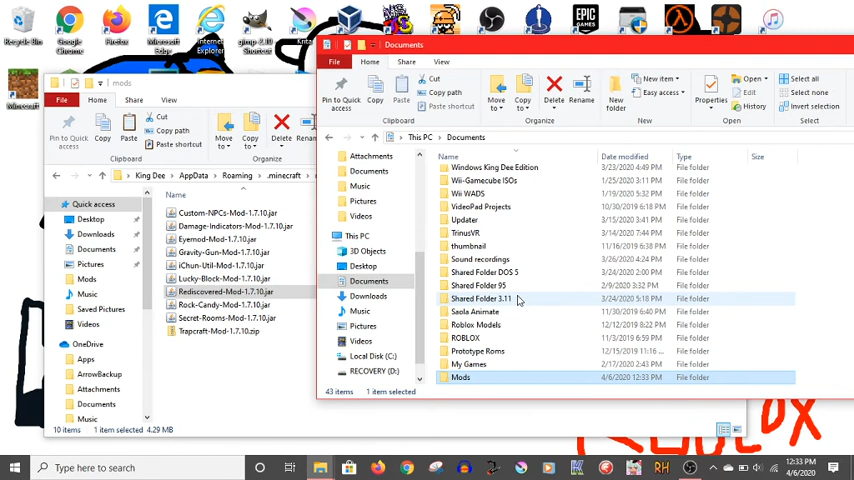 Recycle Bin
Google Chrome
Firefox
Microsoft Edge
Internet Explorer
gimp-2.10 Shortcut
Krita
EPIC GAMES
Minecraft
mods
File
Home
Share
View
Pin to Quick access
Copy
Paste
Cut
Copy path
Paste shortcut
Clipboard
Move to
Copy to
Delete
Organize
King Dee
AppData
Roaming
.minecraft
Quick access
Desktop
Downloads
Documents
Pictures
Mods
Music
Saved Pictures
Videos
OneDrive
Apps
ArrowBackup
Attachments
Documents
Music
Name
Custom-NPCs-Mod-1.7.10.jar
Damage-Indicators-Mod-1.7.10.jar
Eyemod-Mod-1.7.10.jar
Gravity-Gun-Mod-1.7.10.jar
iChun-Util-Mod-1.7.10.jar
Lucky-Block-Mod-1.7.10.jar
Rediscovered-Mod-1.7.10.jar
Rock-Candy-Mod-1.7.10.jar
Secret-Rooms-Mod-1.7.10.jar
Trapcraft-Mod-1.7.10.zip
10 items
1 item selected
4.29 MB
Documents
File
Home
Share
View
Pin to Quick access
Copy
Paste
Cut
Copy path
Paste shortcut
Clipboard
Move to
Copy to
Delete
Rename
Organize
New folder
New item
Easy access
New
Properties
Open
Edit
History
Open
Select all
Select none
Invert selection
Select
This PC
Documents
Attachments
Documents
Music
Pictures
Videos
This PC
3D Objects
Desktop
Documents
Downloads
Music
Pictures
Videos
Local Disk (C:)
RECOVERY (D:)
Name
Date modified
Type
Size
Windows King Dee Edition 3/23/2020 4:49 PM File folder
Wii-Gamecube ISOs 1/25/2020 3:11 PM File folder
Wii WADS 2/1/2020 3:19 PM File folder
VideoPad Projects 10/30/2019 6:18 PM File folder
Updater 3/15/2020 3:41 PM File folder
TrinusVR 3/14/2020 7:44 PM File folder
thumbnail 11/16/2019 6:38 PM File folder
Sound recordings 3/26/2020 5:14 PM File folder
Shared Folder DOS 5 3/24/2020 2:00 PM File folder
Shared Folder 95 2/9/2020 3:32 PM File folder
Shared Folder 3.11 3/24/2020 5:18 PM File folder
Saola Animate 11/30/2019 6:40 PM File folder
Roblox Models 12/12/2019 8:22 PM File folder
ROBLOX 11/3/2019 6:59 PM File folder
Prototype Roms 12/15/2019 11:16 ... File folder
My Games 2/17/2020 2:43 PM File folder
Mods 4/6/2020 12:33 PM File folder
43 items
1 item selected
Type here to search
RH
12:33 PM
4/6/2020